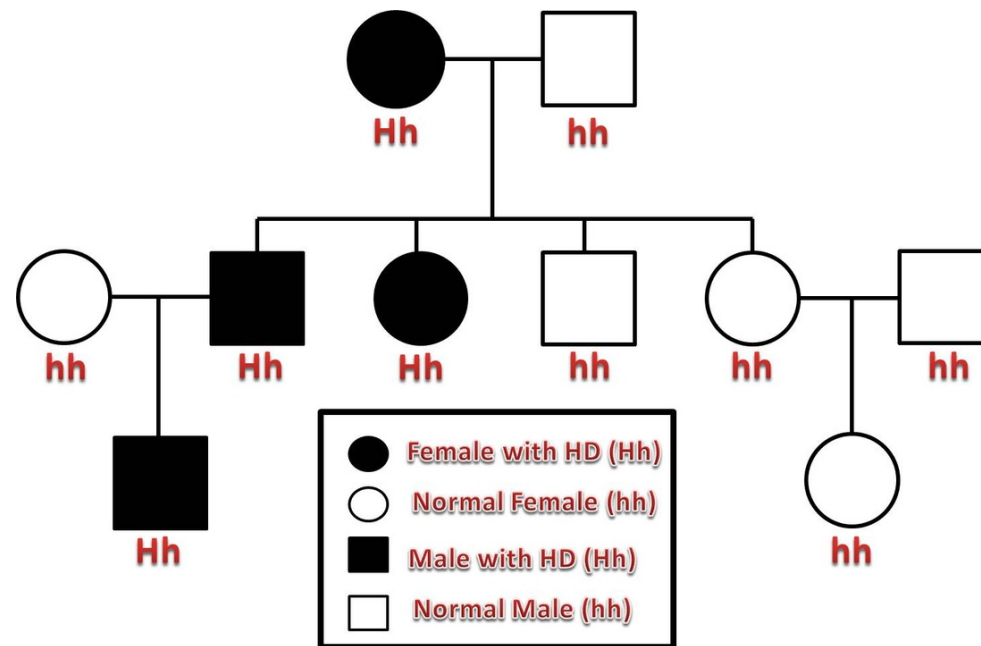 Hh hh
hh Hh Hh hh hh hh
Female with HD (Hh)
Normal Female (hh)
Male with HD (Hh)
Normal Male (hh)
Hh hh